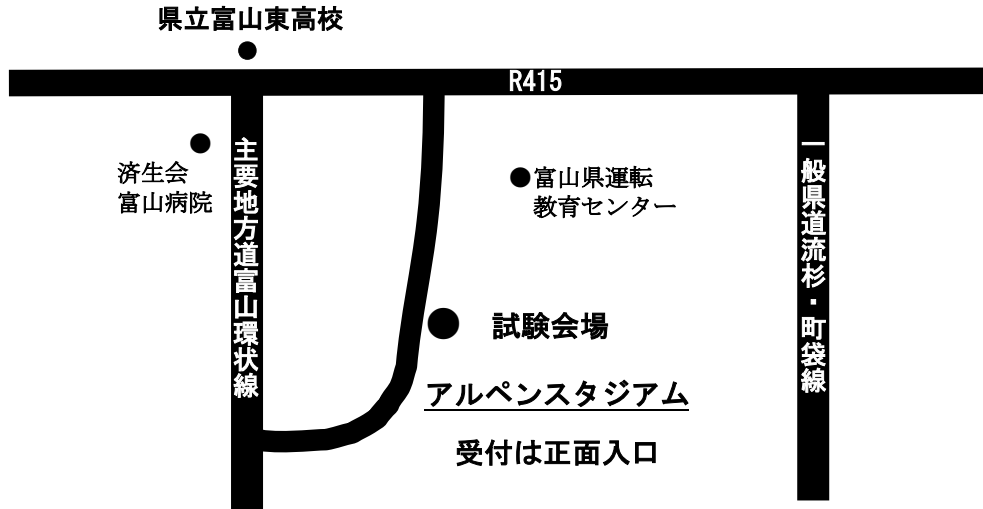 県立富山東高校
R415
済生会
富山病院
主要地方道富山環状線
富山県運転
教育センター
一般県道流杉・町袋線
試験会場
アルペンスタジアム
受付は正面入口